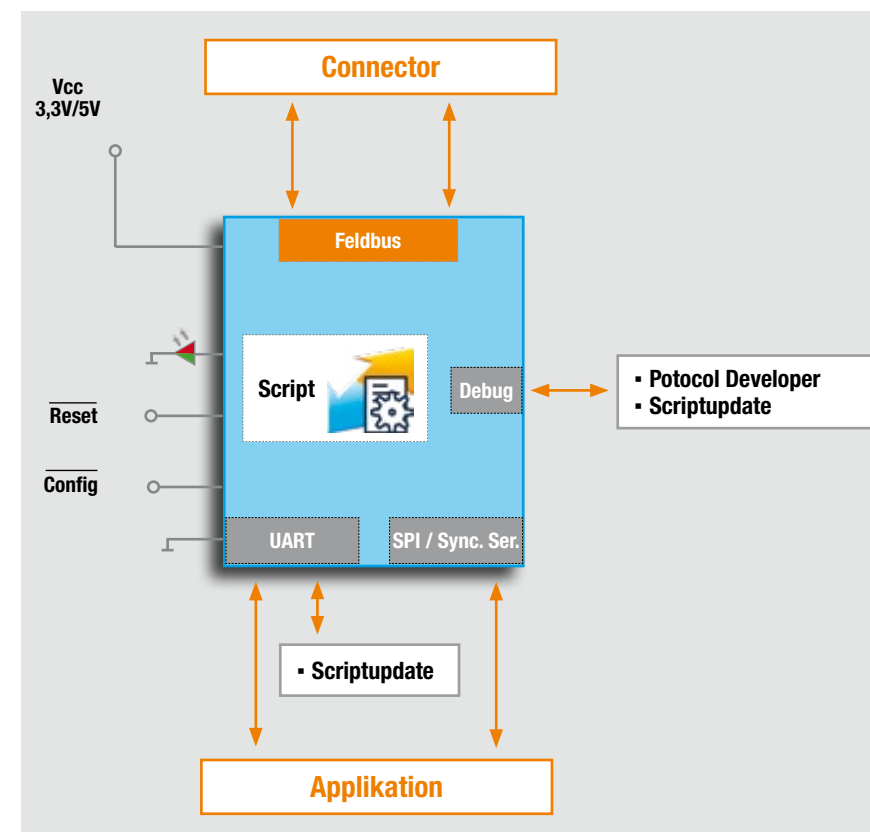 Connector
Vcc
3,3V/5V
Feldbus
Script
Debug
▪ Potocol Developer
▪ Scriptupdate
Reset
Config
UART
SPI / Sync. Ser.
▪ Scriptupdate
Applikation